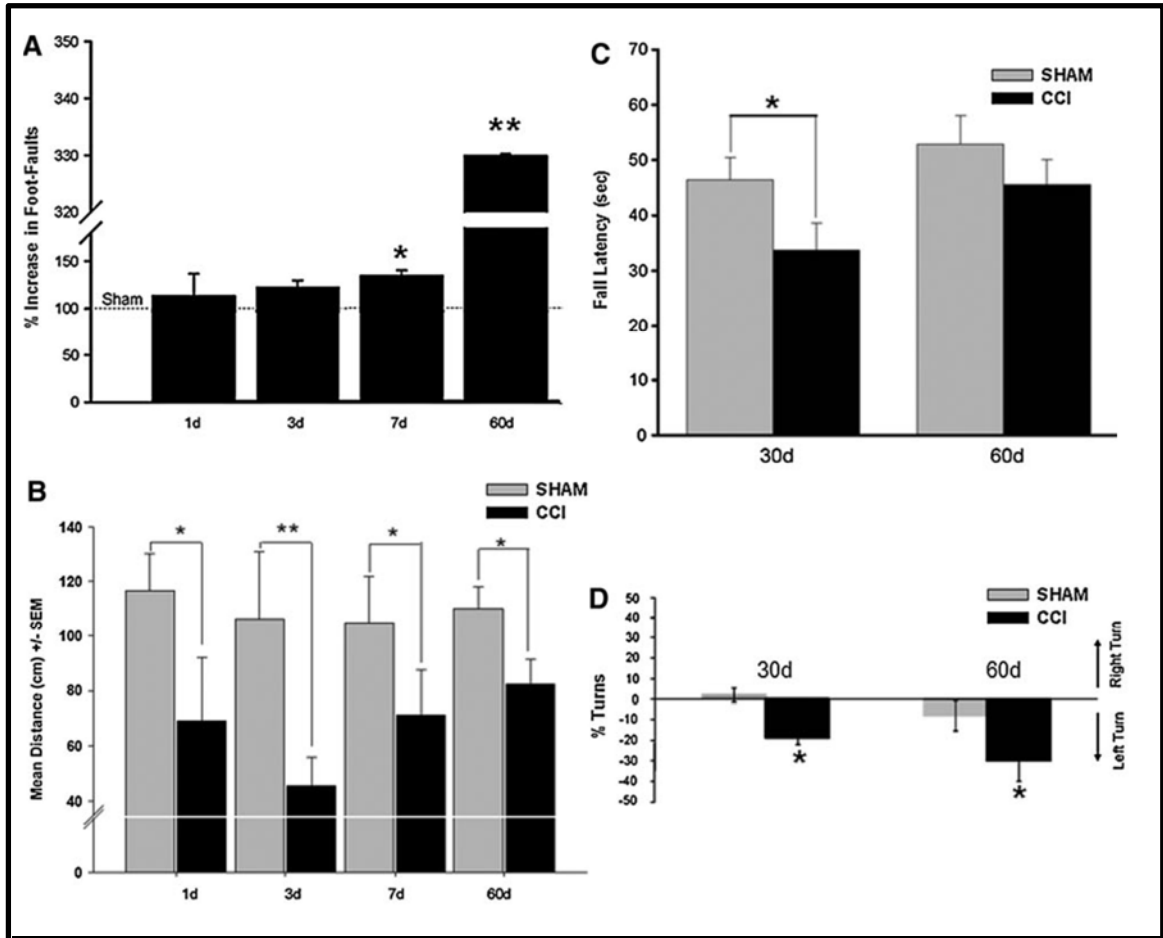 A
% Increase in Foot-Faults
350
340
330
320
150
100
50
0
Sham
*
**
1d 3d 7d 60d
B
SHAM
CCI
Mean Distance (cm) +/- SEM
140
120
100
80
60
40
0
*
**
*
*
1d 3d 7d 60d
C
SHAM
CCI
Fall Latency (sec)
70
60
50
40
30
20
10
0
*
30d 60d
D
SHAM
CCI
% Turns
50
40
30
20
10
0
-10
-20
-30
-40
-50
30d 60d
*
*
Right Turn
Left Turn